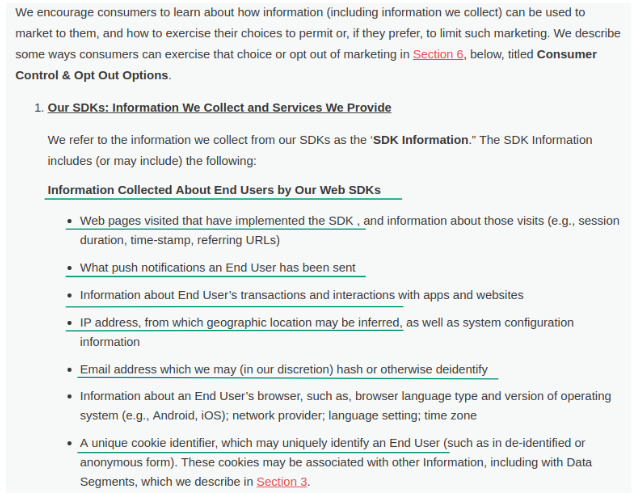 We encourage consumers to learn about how information (including information we collect) can be used to
market to them, and how to exercise their choices to permit or, if they prefer, to limit such marketing. We describe
some ways consumers can exercise that choice or opt out of marketing in Section 6, below, titled Consumer
Control & Opt Out Options.
1. Our SDKs: Information We Collect and Services We Provide
We refer to the information we collect from our SDKs as the ‘SDK Information.” The SDK Information
includes (or may include) the following:
Information Collected About End Users by Our Web SDKs
• Web pages visited that have implemented the SDK , and information about those visits (e.g., session
duration, time-stamp, referring URLs)
• What push notifications an End User has been sent
• Information about End User’s transactions and interactions with apps and websites
• IP address, from which geographic location may be inferred, as well as system configuration
information
• Email address which we may (in our discretion) hash or otherwise deidentify
• Information about an End User’s browser, such as, browser language type and version of operating
system (e.g., Android, iOS); network provider; language setting; time zone
• A unique cookie identifier, which may uniquely identify an End User (such as in de-identified or
anonymous form). These cookies may be associated with other Information, including with Data
Segments, which we describe in Section 3.